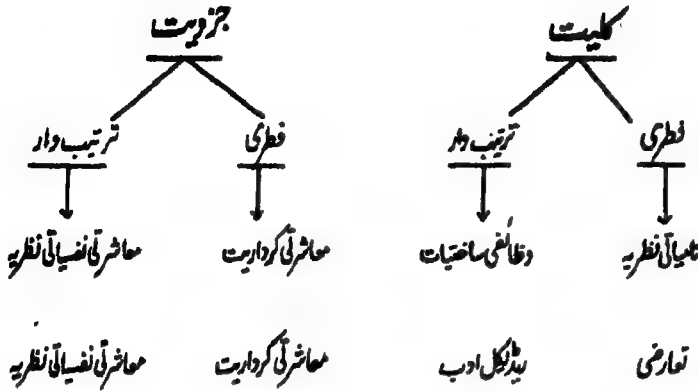 کلیت جزویت
فطری ترتیب وار فطری ترتیب وار
نامیاتی نظریہ وظائفی ساختیات معاشرتی کرداریت معاشرتی نفسیاتی نظریہ
تعارضی ریڈیکل ادب معاشرتی کرداریت معاشرتی نفسیاتی نظریہ